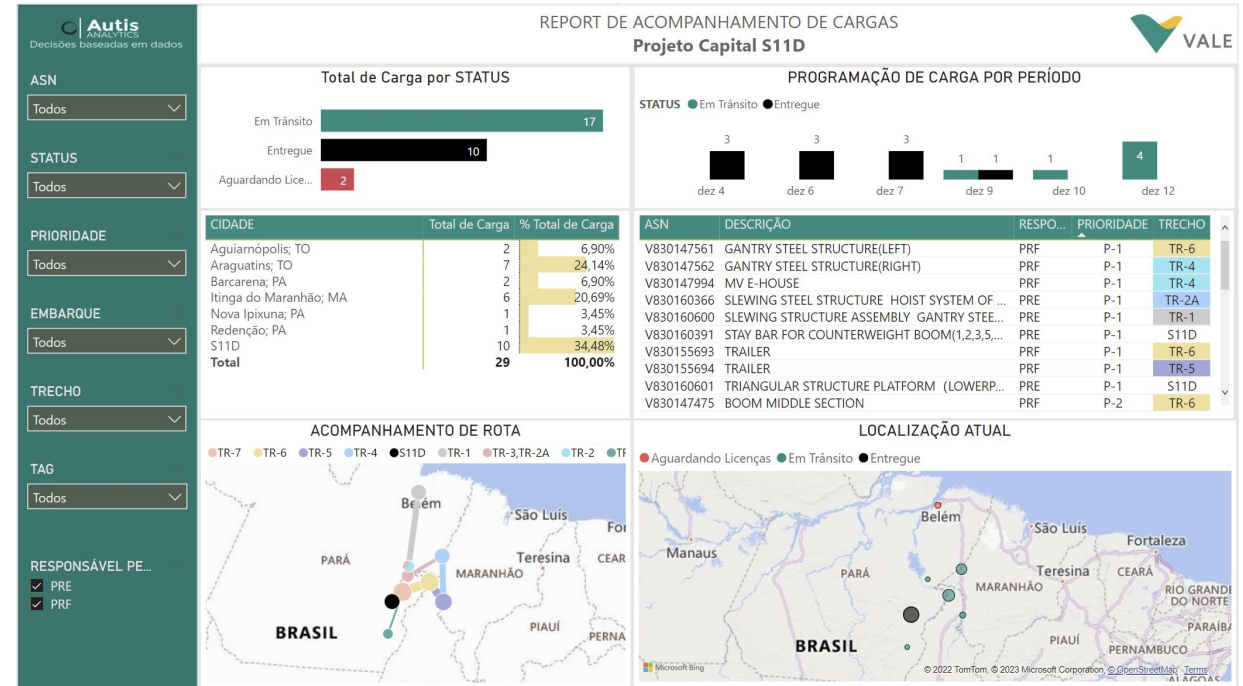 Autis
ANALYTICS
Decisões baseadas em dados
REPORT DE ACOMPANHAMENTO DE CARGAS
Projeto Capital S11D
VALE
ASN
Todos
STATUS
Todos
PRIORIDADE
Todos
EMBARQUE
Todos
TRECHO
Todos
TAG
Todos
RESPONSÁVEL PE...
PRE
PRF
Total de Carga por STATUS
Em Trânsito 17
Entregue 10
Aguardando Lice... 2
PROGRAMAÇÃO DE CARGA POR PERÍODO
STATUS Em Trânsito Entregue
3 3 3 1 1 1 4
dez 4 dez 6 dez 7 dez 9 dez 10 dez 12
CIDADE Total de Carga % Total de Carga
Aguiarnópolis; TO 2 6,90%
Araguatins; TO 7 24,14%
Barcarena; PA 2 6,90%
Itinga do Maranhão; MA 6 20,69%
Nova Ipixuna; PA 1 3,45%
Redenção; PA 1 3,45%
S11D 10 34,48%
Total 29 100,00%
ASN DESCRIÇÃO RESPO... PRIORIDADE TRECHO
V830147561 GANTRY STEEL STRUCTURE(LEFT) PRF P-1 TR-6
V830147562 GANTRY STEEL STRUCTURE(RIGHT) PRF P-1 TR-4
V830147994 MV E-HOUSE PRF P-1 TR-4
V830160366 SLEWING STEEL STRUCTURE HOIST SYSTEM OF ... PRE P-1 TR-2A
V830160600 SLEWING STRUCTURE ASSEMBLY GANTRY STEE... PRE P-1 TR-1
V830160391 STAY BAR FOR COUNTERWEIGHT BOOM(1,2,3,5,... PRE P-1 S11D
V830155693 TRAILER PRF P-1 TR-6
V830155694 TRAILER PRF P-1 TR-5
V830160601 TRIANGULAR STRUCTURE PLATFORM (LOWERP... PRE P-1 S11D
V830147475 BOOM MIDDLE SECTION PRF P-2 TR-6
ACOMPANHAMENTO DE ROTA
TR-7 TR-6 TR-5 TR-4 S11D TR-1 TR-3,TR-2A TR-2
Belém
São Luís
For
PARÁ
Teresina
CEAR
MARANHÃO
BRASIL
PIAUÍ
PERNA
LOCALIZAÇÃO ATUAL
Aguardando Licenças Em Trânsito Entregue
Belém
São Luís
Fortaleza
Manaus
PARÁ
Teresina
CEARÁ
MARANHÃO
RIO GRANDE
DO NORTE
PARAÍBA
PIAUÍ
BRASIL
PERNAMBUCO
Microsoft Bing
© 2022 TomTom, © 2023 Microsoft Corporation, © OpenStreetMap Terms
ALAGOAS